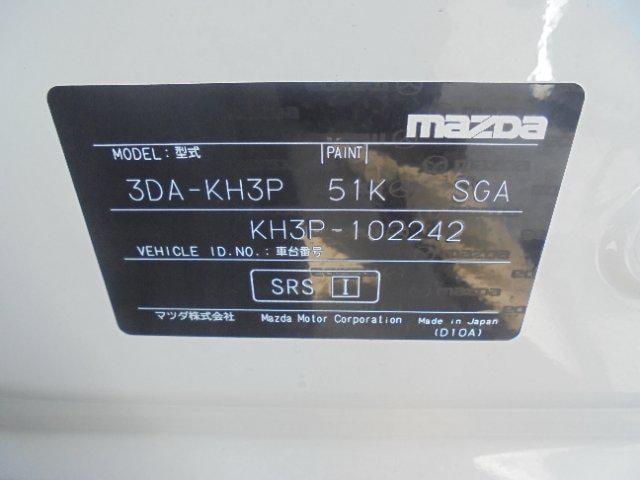 mazda
MODEL : 型式 PAINT
3DA-KH3P 51K SGA
KH3P-102242
VEHICLE ID.NO. : 車台番号
SRS I
マツダ株式会社 Mazda Motor Corporation Made in Japan
(D10A)